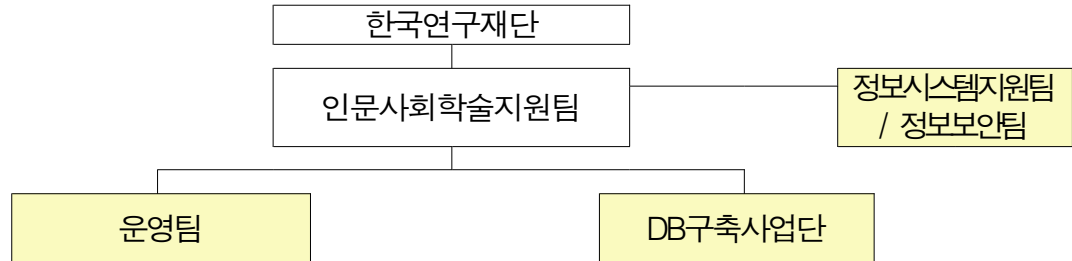 한국연구재단
인문사회학술지원팀
정보시스템지원팀
/ 정보보안팀
운영팀
DB구축사업단